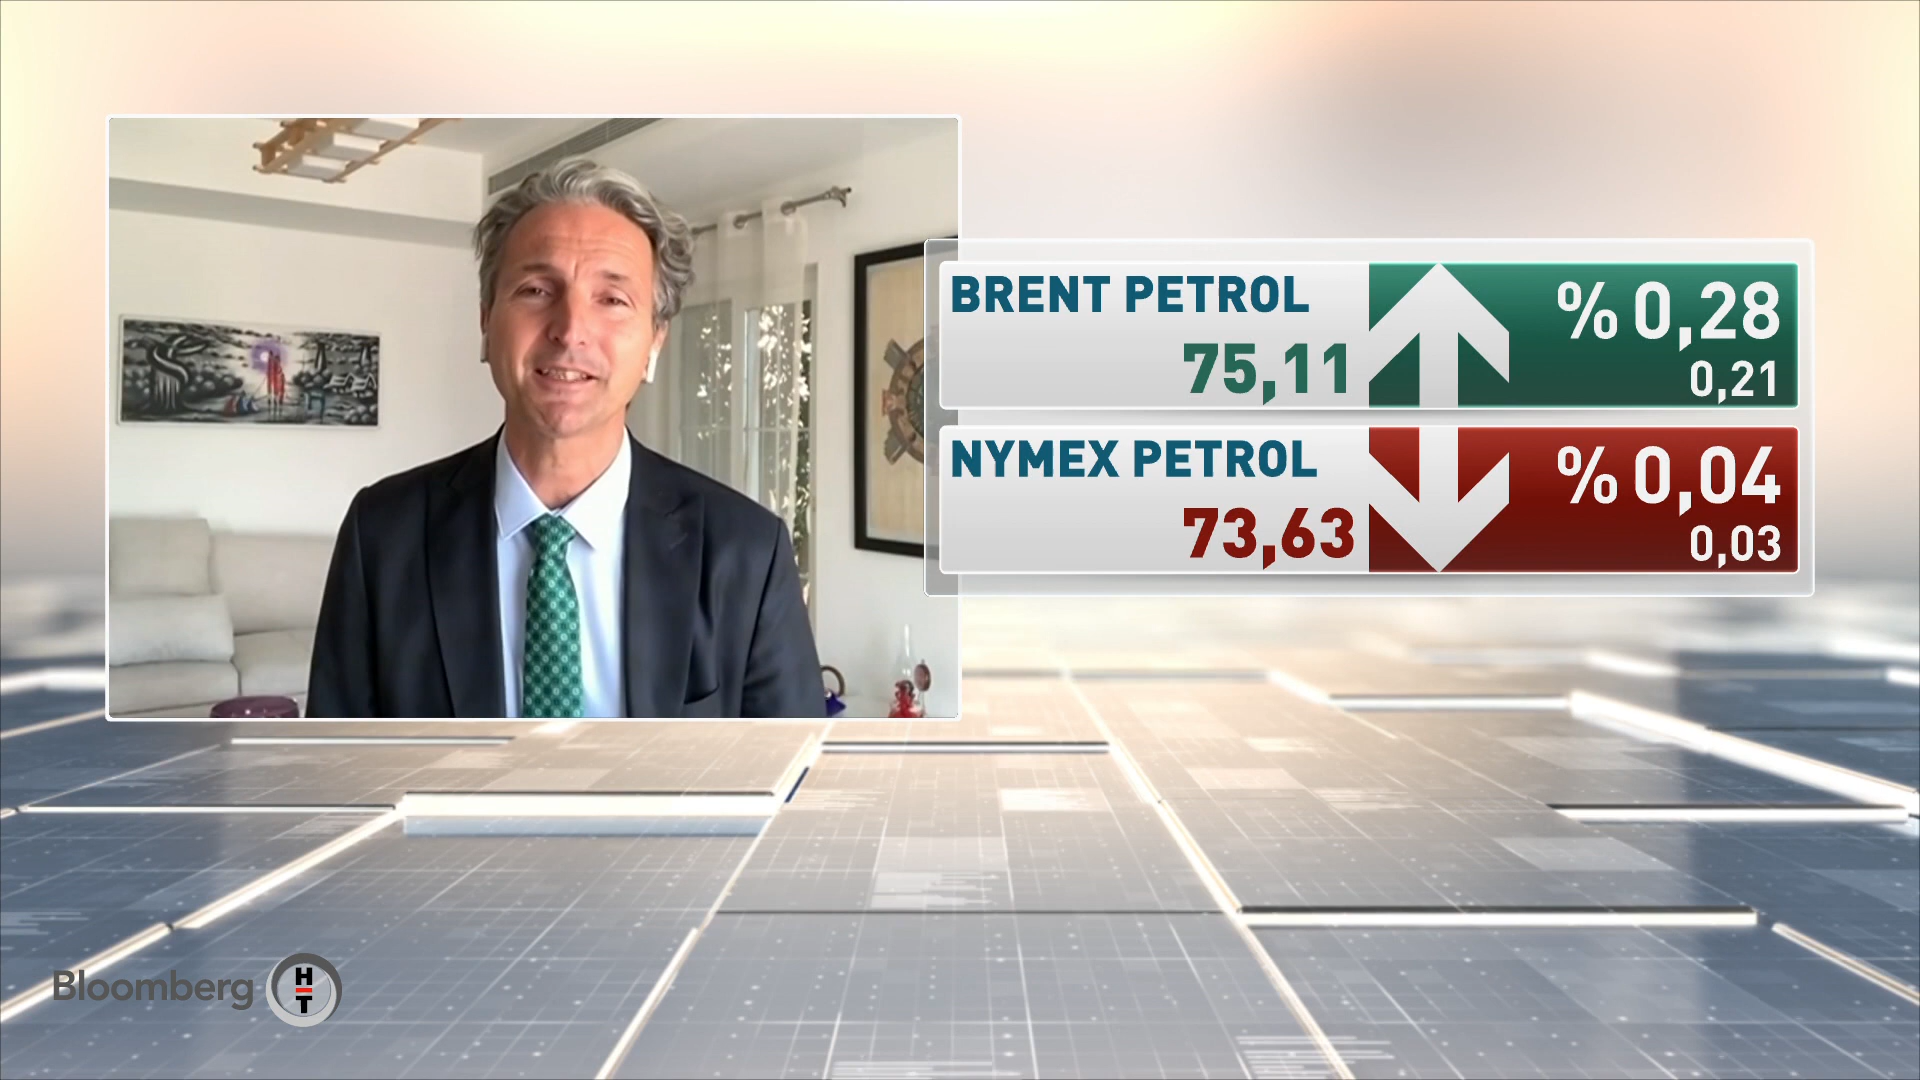 BRENT PETROL
75,11
% 0,28
0,21
NYMEX PETROL
73,63
% 0,04
0,03
Bloomberg HT